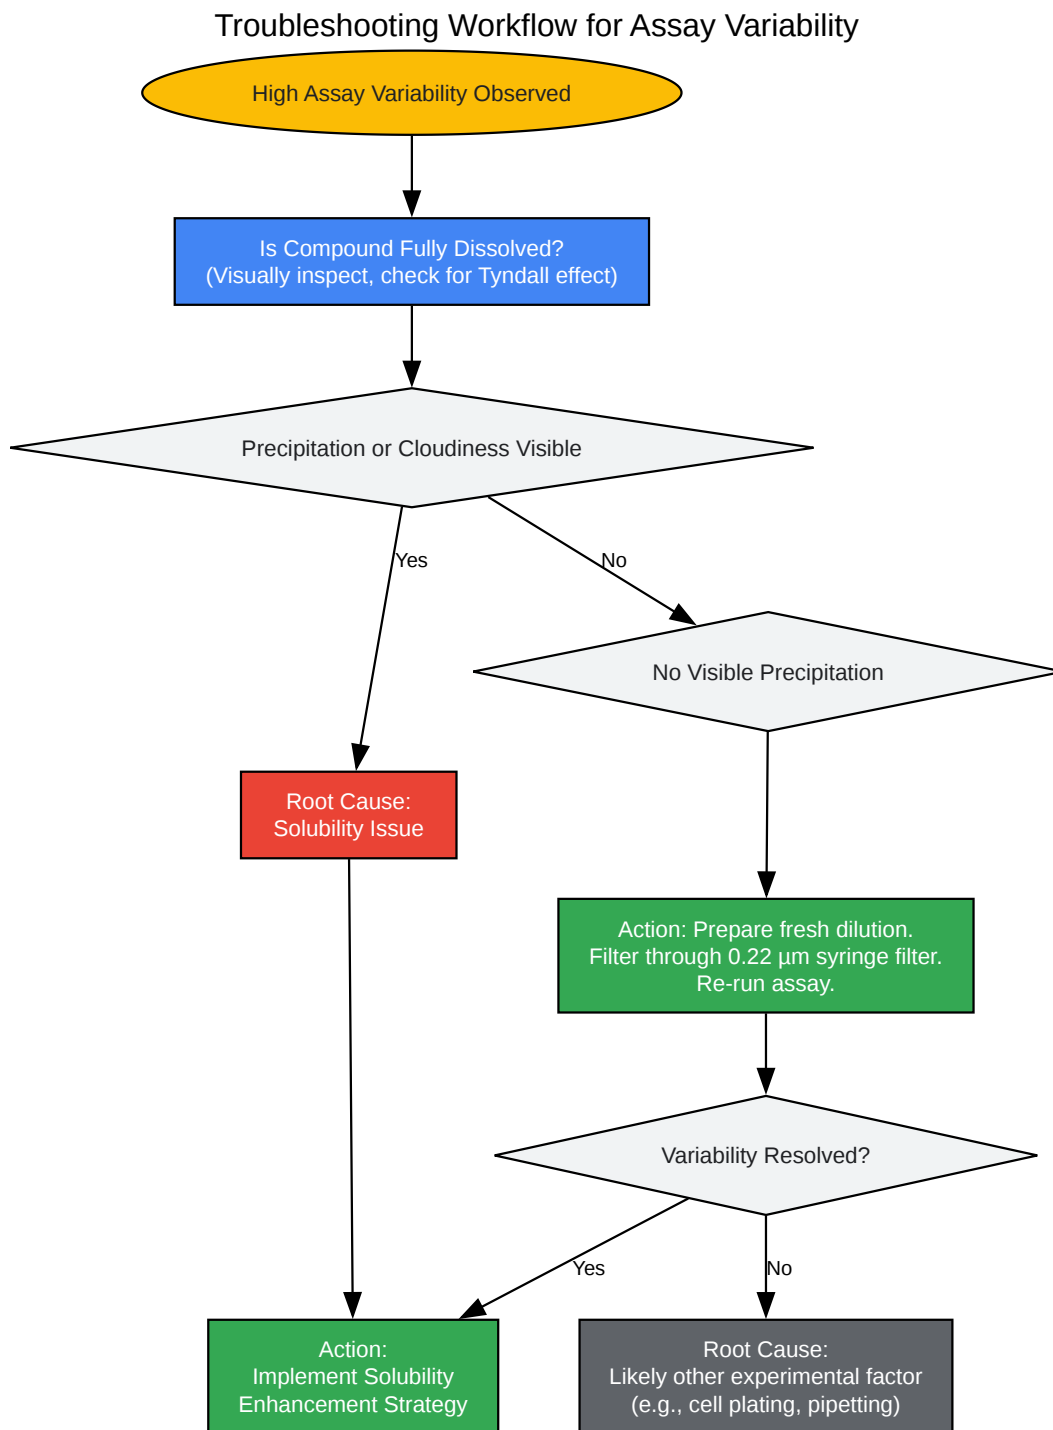 Troubleshooting Workflow for Assay Variability
High Assay Variability Observed
Is Compound Fully Dissolved?
(Visually inspect, check for Tyndall effect)
Precipitation or Cloudiness Visible
Yes
No
No Visible Precipitation
Root Cause:
Solubility Issue
Action: Prepare fresh dilution.
Filter through 0.22 µm syringe filter.
Re-run assay.
Variability Resolved?
Yes
No
Action:
Implement Solubility
Enhancement Strategy
Root Cause:
Likely other experimental factor
(e.g., cell plating, pipetting)